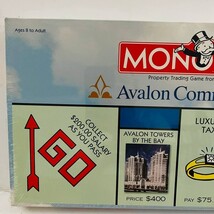 Ages 8 to Adult
MONO
Property Trading Game from
Avalon Com
COLLECT
$200.00 SALARY
AS YOU PASS
GO
AVALON TOWERS
BY THE BAY
PRICE $400
LUXU
TAX
PAY $75.